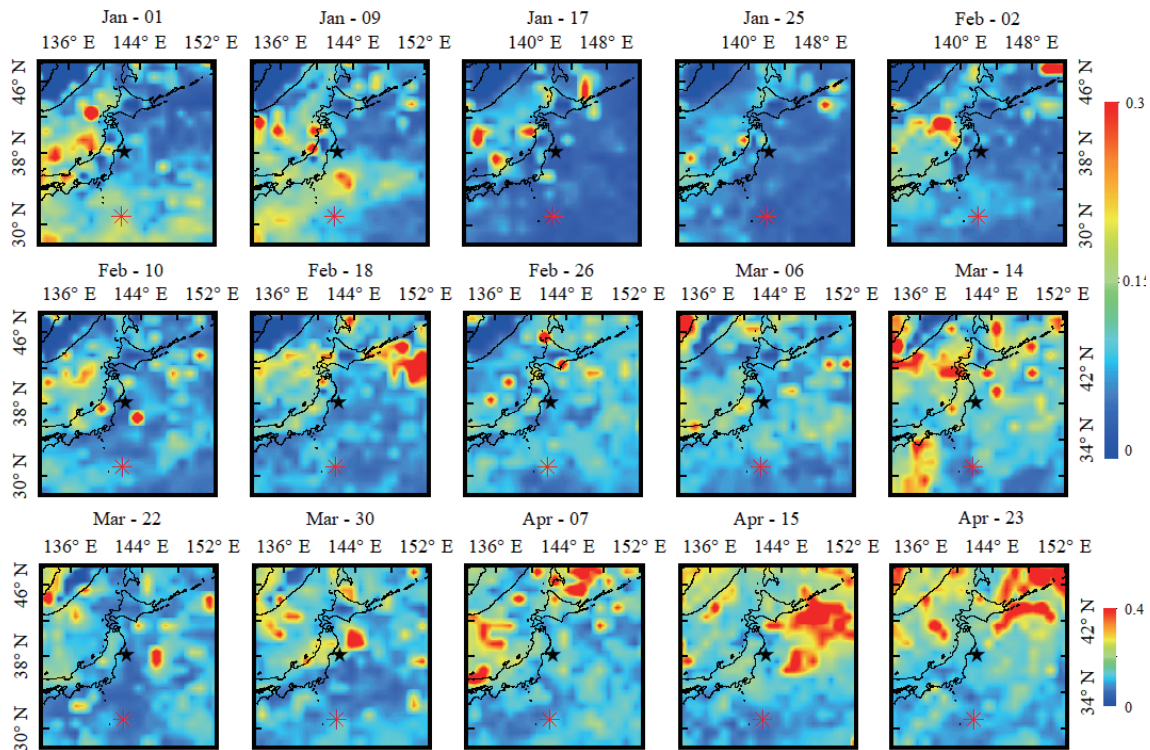 Jan - 01 Jan - 09 Jan - 17 Jan - 25 Feb - 02
136° E 144° E 152° E 136° E 144° E 152° E 140° E 148° E 140° E 148° E 140° E 148° E
46° N
38° N
30° N
46° N
38° N
30° N
0.3
0.15
0
Feb - 10 Feb - 18 Feb - 26 Mar - 06 Mar - 14
136° E 144° E 152° E 136° E 144° E 152° E 136° E 144° E 152° E 136° E 144° E 152° E 136° E 144° E 152° E
46° N
38° N
30° N
42° N
34° N
Mar - 22 Mar - 30 Apr - 07 Apr - 15 Apr - 23
136° E 144° E 152° E 136° E 144° E 152° E 136° E 144° E 152° E 136° E 144° E 152° E 136° E 144° E 152° E
46° N
38° N
30° N
42° N
34° N
0.4
0